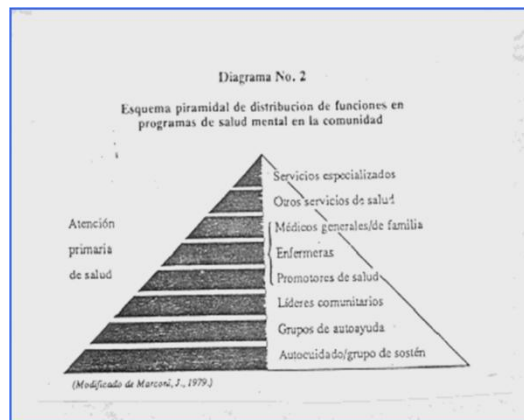 Diagrama No. 2
Esquema piramidal de distribucion de funciones en
programas de salud mental en la comunidad
Servicios especializados
Otros servicios de salud
Atención
primaria
de salud
Médicos generales/de familia
Enfermeras
Promotores de salud
Líderes comunitarios
Grupos de autoayuda
Autocuidado/grupo de sostén
(Modificado de Marconi, J., 1979.)